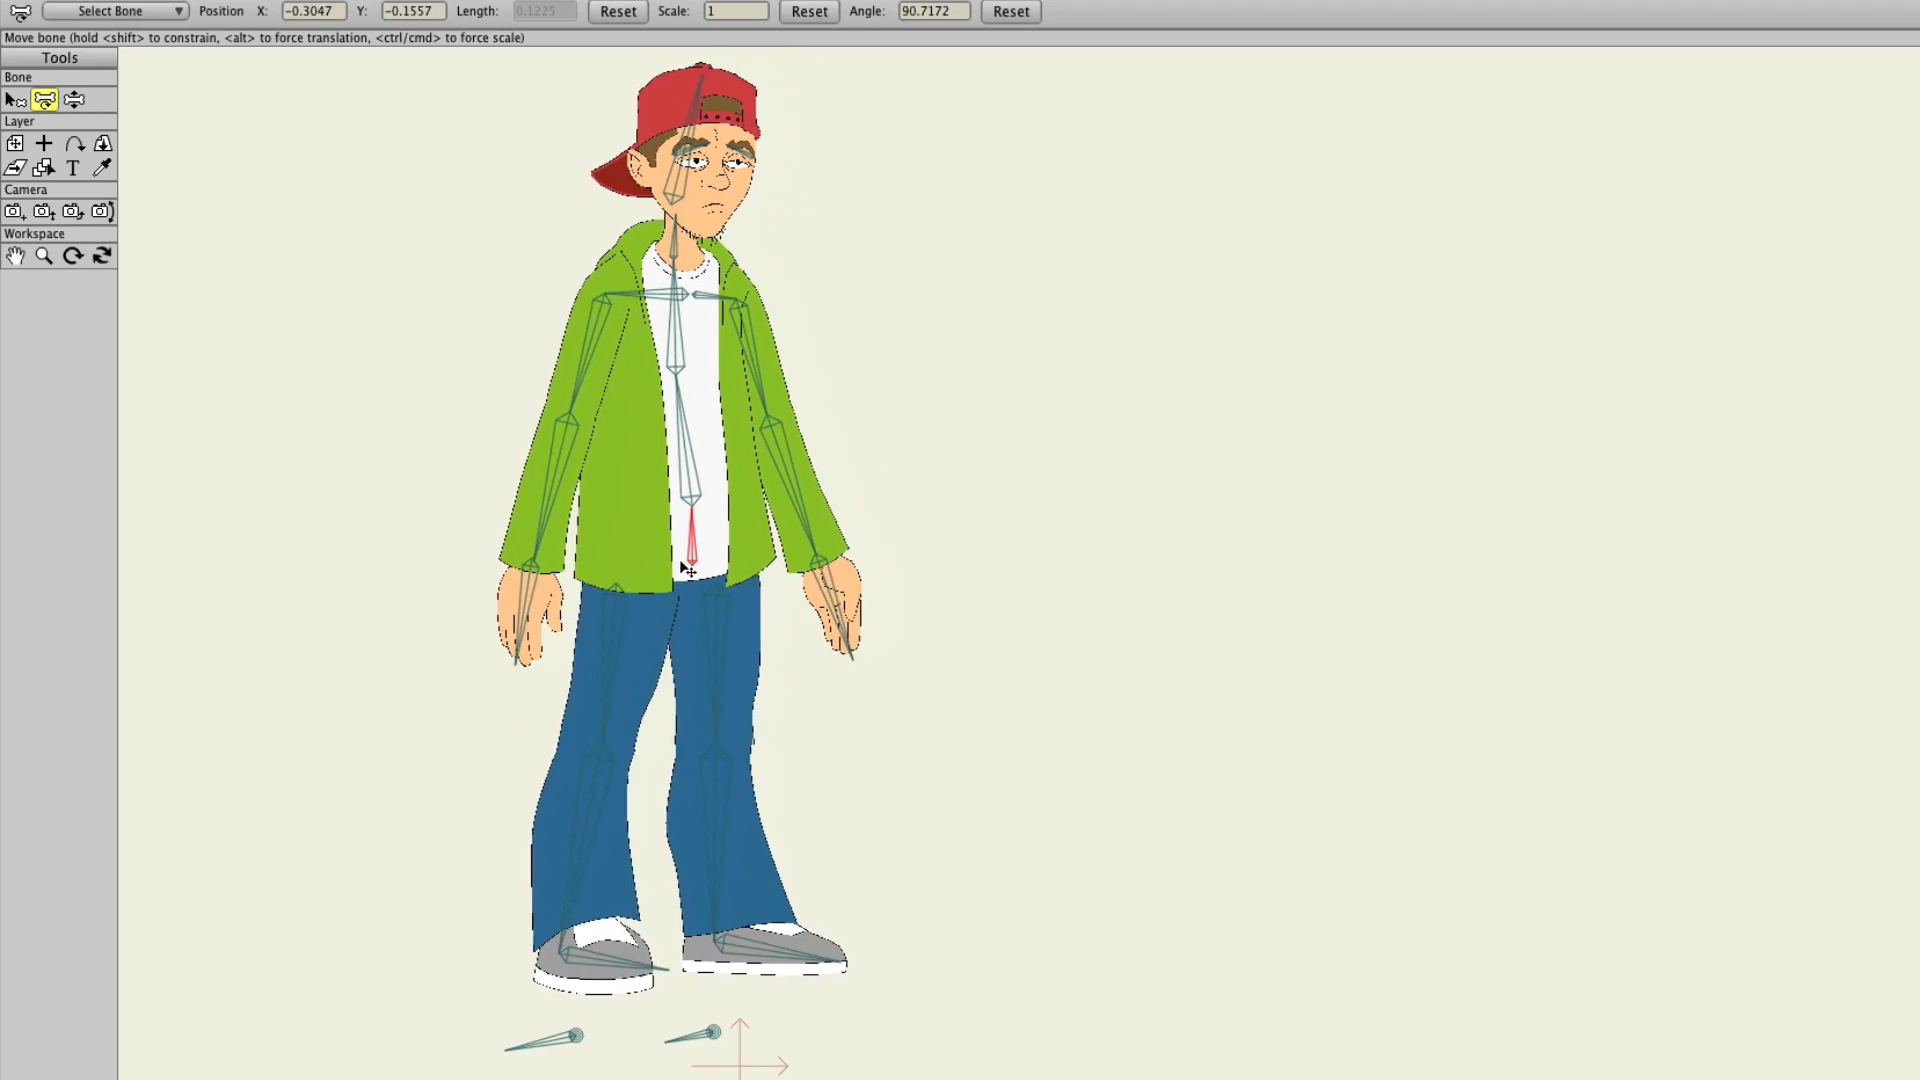 Select Bone Position X: -0.3047 Y: -0.1557 Length: 0.1225 Reset Scale: 1 Reset Angle: 90.7172 Reset
Move bone (hold <shift> to constrain, <alt> to force translation, <ctrl/cmd> to force scale)
Tools
Bone
Layer
T
Camera
Workspace